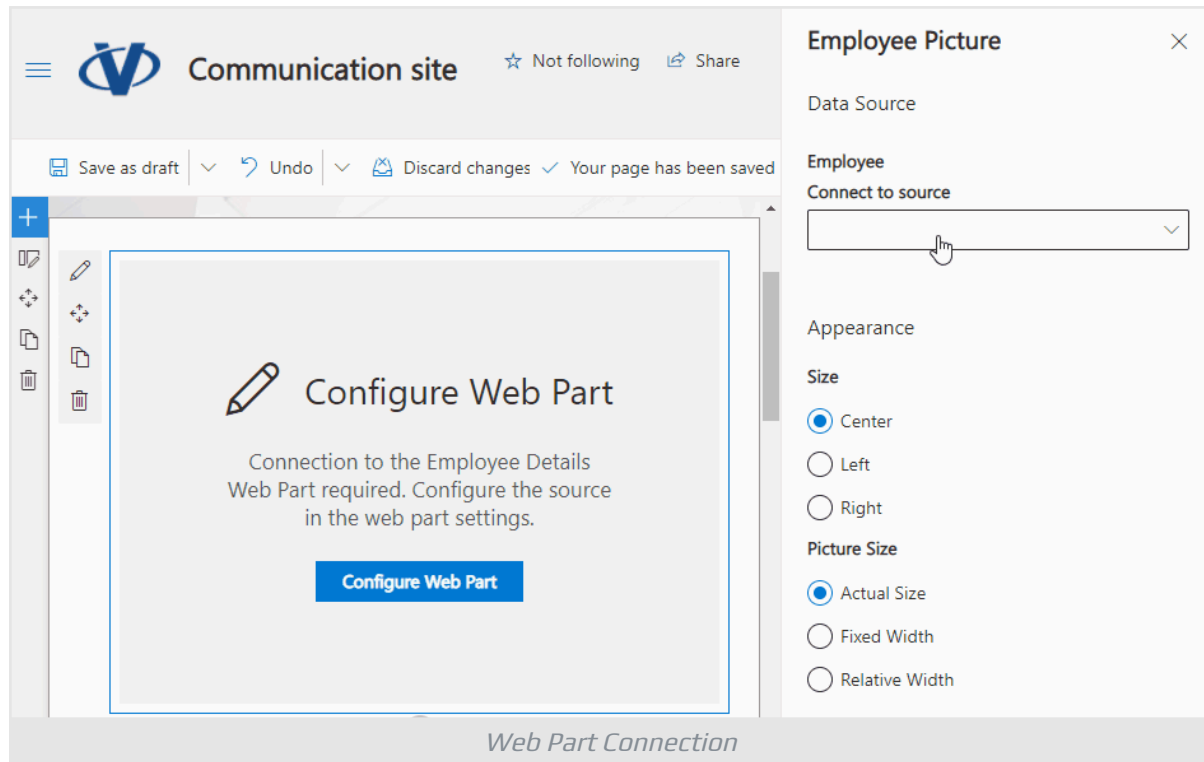 Communication site
Not following
Share
Save as draft
Undo
Discard changes
Your page has been saved
Configure Web Part
Connection to the Employee Details
Web Part required. Configure the source
in the web part settings.
Configure Web Part
Employee Picture
Data Source
Employee
Connect to source
Appearance
Size
Center
Left
Right
Picture Size
Actual Size
Fixed Width
Relative Width
Web Part Connection